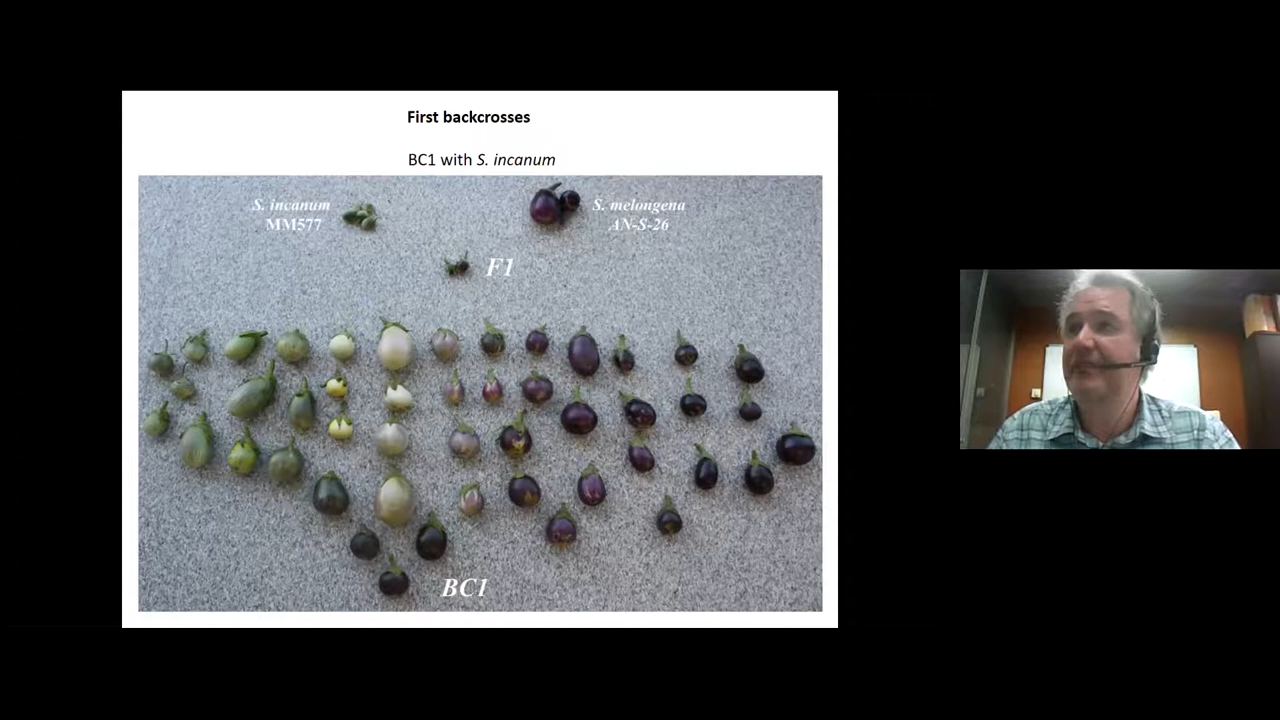 First backcrosses
BC1 with S. incanum
S. incanum
MM577
S. melongena
AN-S-26
F1
BC1